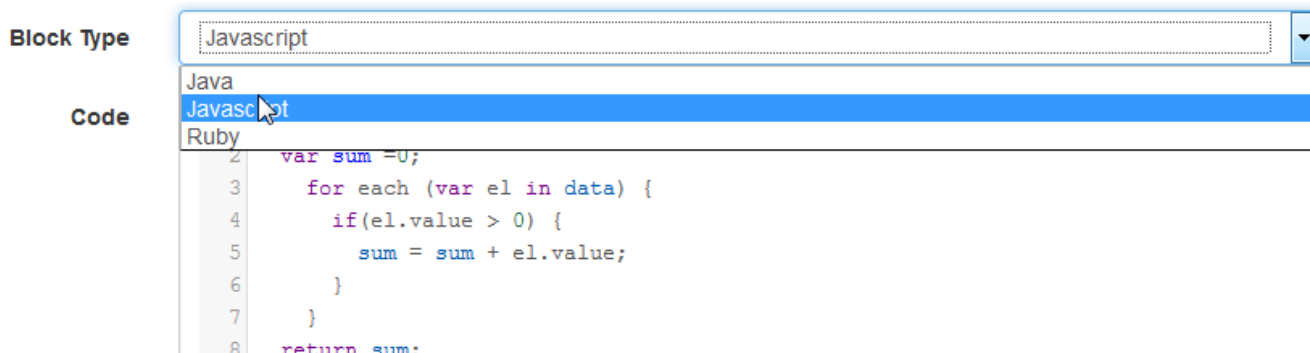 Block Type
Javascript
Java
Javascript
Ruby
Code
2 var sum =0;
3 for each (var el in data) {
4 if(el.value > 0) {
5 sum = sum + el.value;
6 }
7 }
8 return sum;